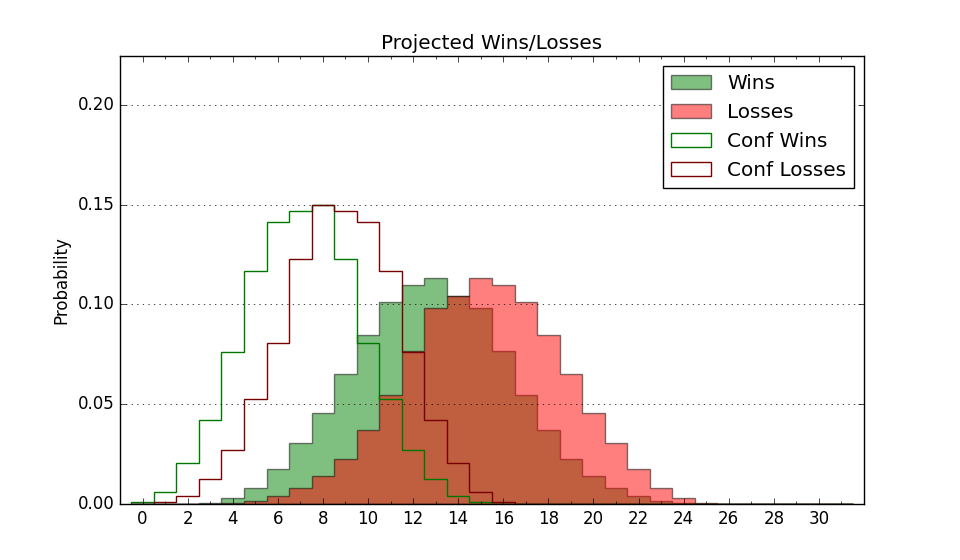 Projected Wins/Losses
Wins
Losses
Conf Wins
Conf Losses
Probability
0.20
0.15
0.10
0.05
0.00
0 2 4 6 8 10 12 14 16 18 20 22 24 26 28 30